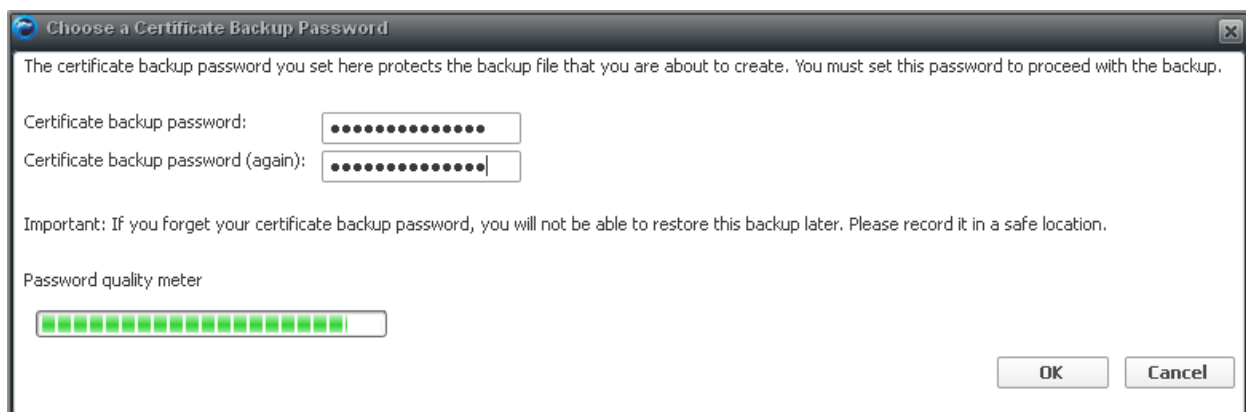 Choose a Certificate Backup Password
The certificate backup password you set here protects the backup file that you are about to create. You must set this password to proceed with the backup.
Certificate backup password:
Certificate backup password (again):
Important: If you forget your certificate backup password, you will not be able to restore this backup later. Please record it in a safe location.
Password quality meter
OK Cancel